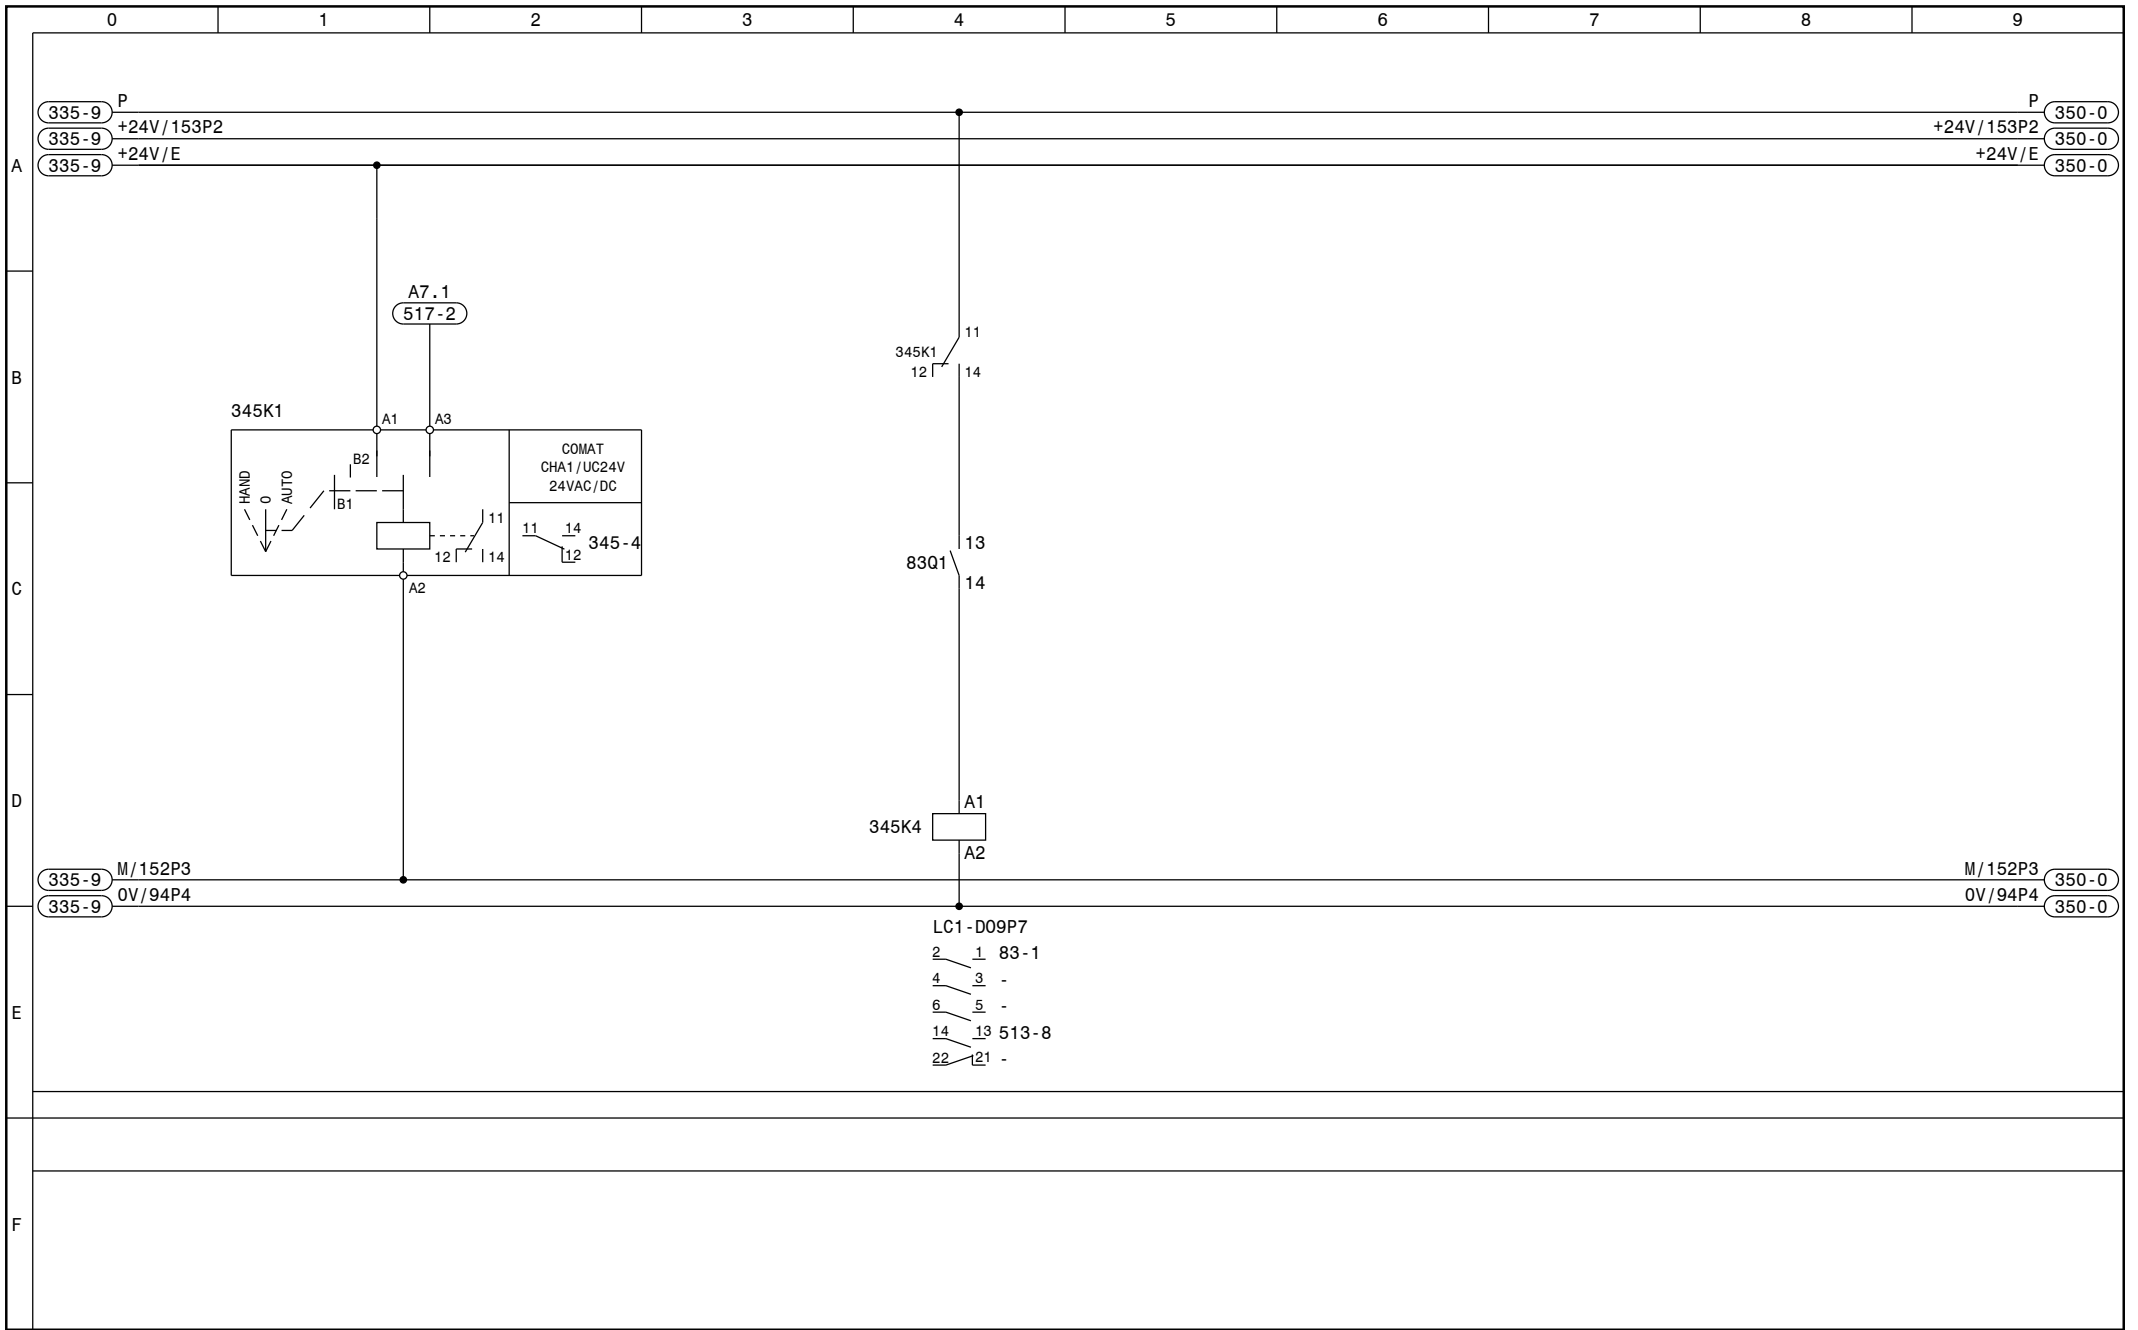 0 1 2 3 4 5 6 7 8 9
335-9 P P 350-0
335-9 +24V/153P2 +24V/153P2 350-0
A 335-9 +24V/E +24V/E 350-0
A7.1
517-2
11
345K1
12 14
B
345K1
A1 A3
COMAT
CHA1/UC24V
24VAC/DC
B2
HAND 0 AUTO
B1
11
12 14
11 14
12
345-4
A2
13
83Q1
14
C
A1
345K4
A2
D
335-9 M/152P3 M/152P3 350-0
335-9 0V/94P4 0V/94P4 350-0
LC1-D09P7
2 1 83-1
4 3 -
6 5 -
14 13 513-8
22 21 -
E
F